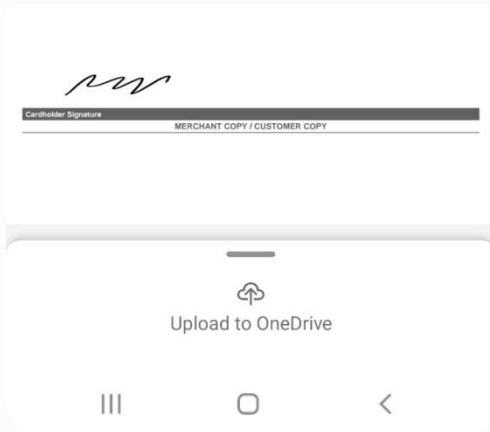 Cardholder Signature
MERCHANT COPY / CUSTOMER COPY
Upload to OneDrive